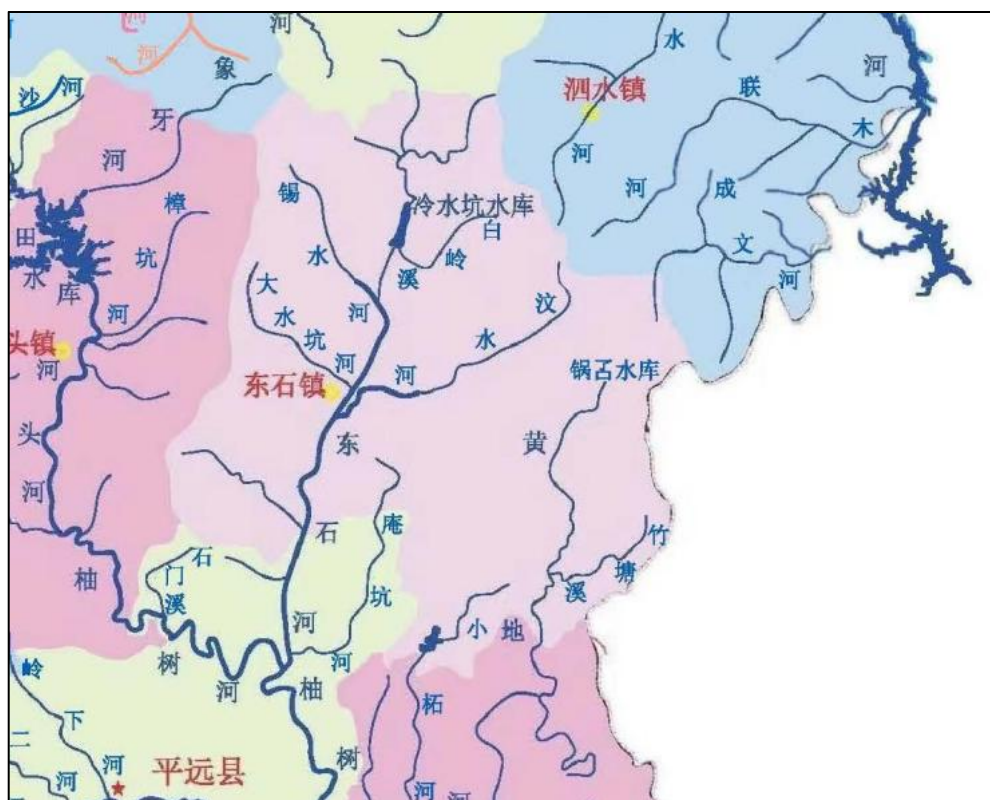 河
河
象
牙
河
沙河
水
泗水镇
河
联
河
木
河
成
文
河
樟
坑
河
锡
水
河
冷水坑水库
白
岭
溪
田
水
库
大
水
坑
河
汶
水
河
头镇
河
东石镇
锅叾水库
头
河
东
石
河
黄
庵
坑
河
竹
塘
溪
石
门
溪
柚
树
河
小
地
柘
河
河
柚
树
岭
下
河
二
河
平远县